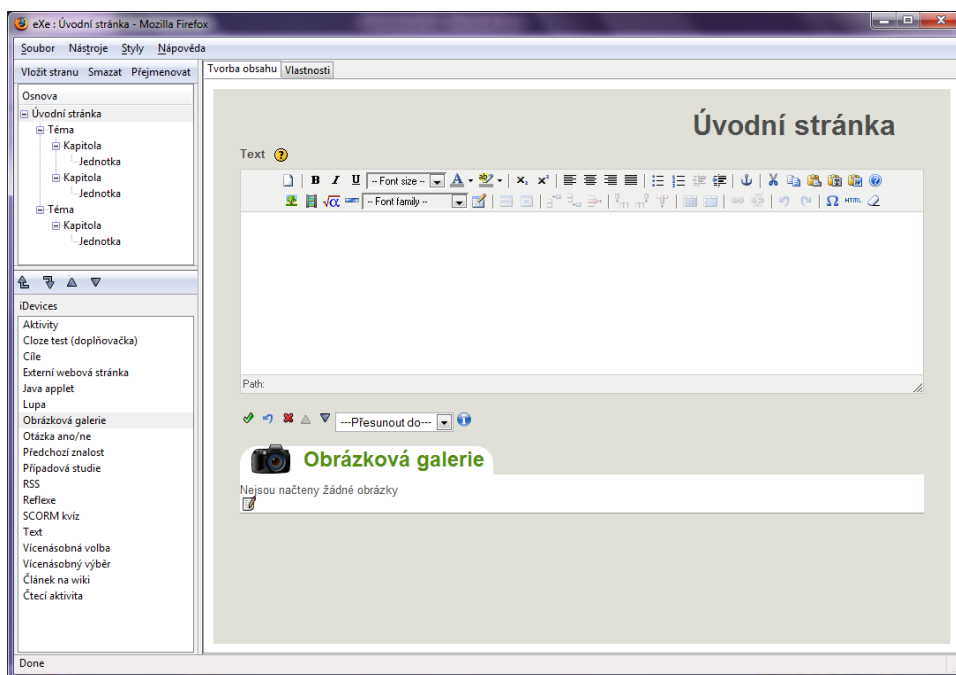 eXe : Úvodní stránka - Mozilla Firefox
Soubor Nástroje Styly Nápověda
Vložit stranu Smazat Přejmenovat
Osnova
Úvodní stránka
Téma
Kapitola
Jednotka
Kapitola
Jednotka
Téma
Kapitola
Jednotka
iDevices
Aktivity
Cloze test (doplňovačka)
Cíle
Externí webová stránka
Java applet
Lupa
Obrázková galerie
Otázka ano/ne
Předchozí znalost
Případová studie
RSS
Reflexe
SCORM kvíz
Text
Vícenásobná volba
Vícenásobný výběr
Článek na wiki
Čtecí aktivita
Tvorba obsahu Vlastnosti
Úvodní stránka
Text
B I U -- Font size -- A
-- Font family -- HTML
Path:
---Přesunout do---
Obrázková galerie
Nejsou načteny žádné obrázky
Done